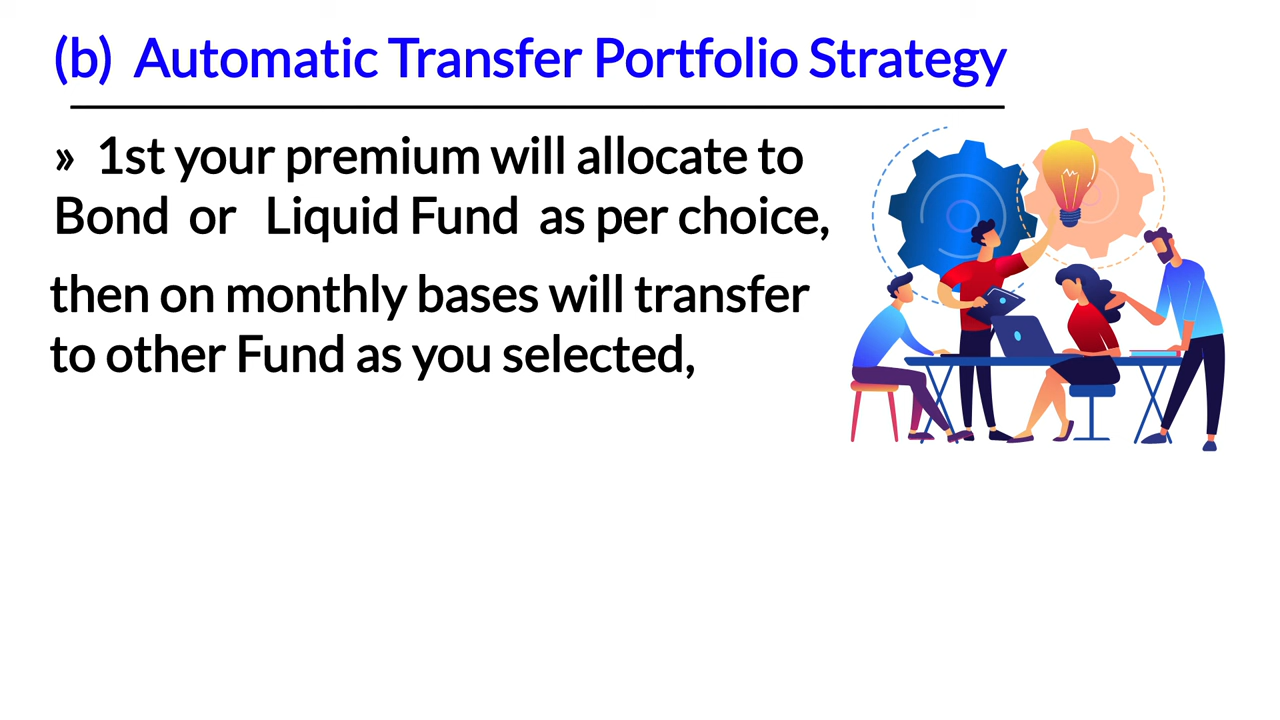 (b) Automatic Transfer Portfolio Strategy
» 1st your premium will allocate to
Bond or Liquid Fund as per choice,
then on monthly bases will transfer
to other Fund as you selected,